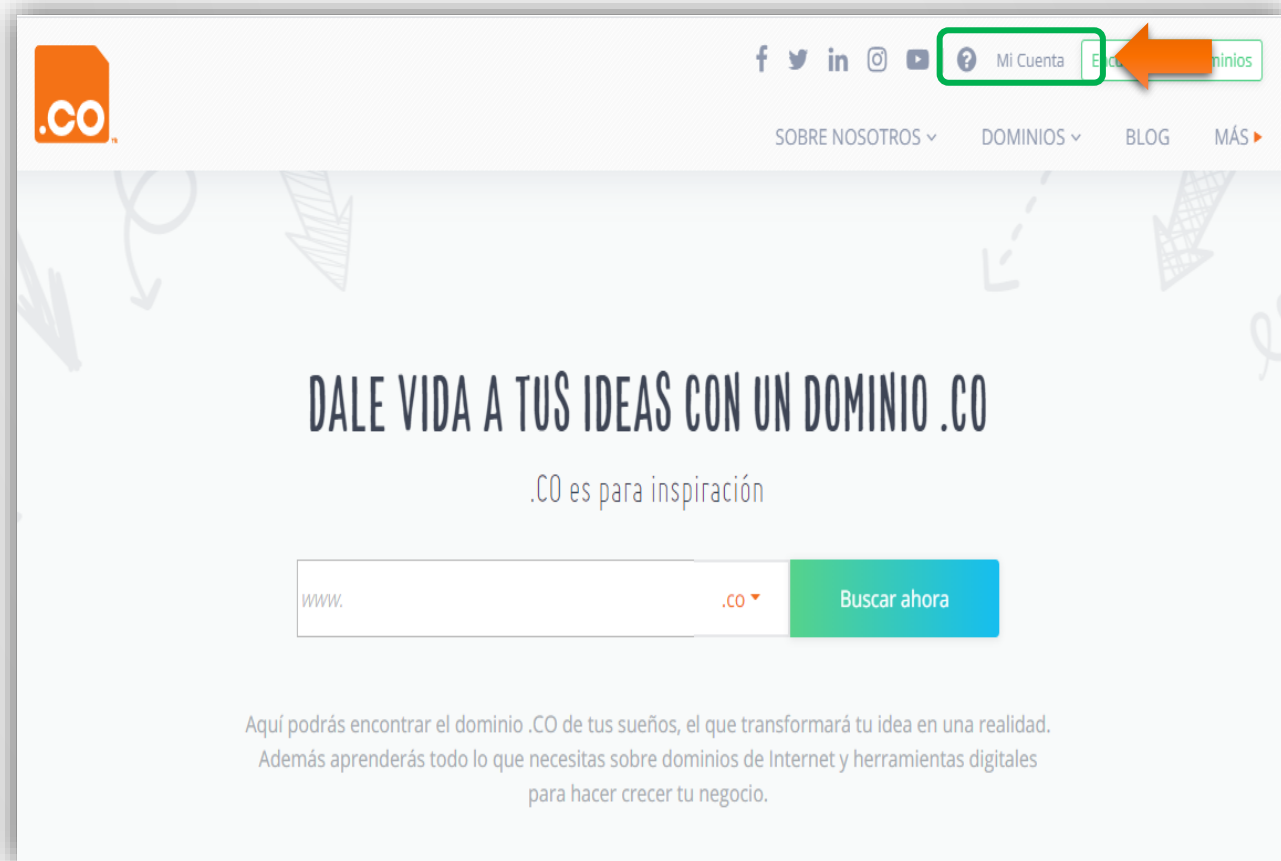 .co
Mi Cuenta
SOBRE NOSOTROS DOMINIOS BLOG MÁS
DALE VIDA A TUS IDEAS CON UN DOMINIO .CO
.CO es para inspiración
www. .co Buscar ahora
Aquí podrás encontrar el dominio .CO de tus sueños, el que transformará tu idea en una realidad.
Además aprenderás todo lo que necesitas sobre dominios de Internet y herramientas digitales
para hacer crecer tu negocio.